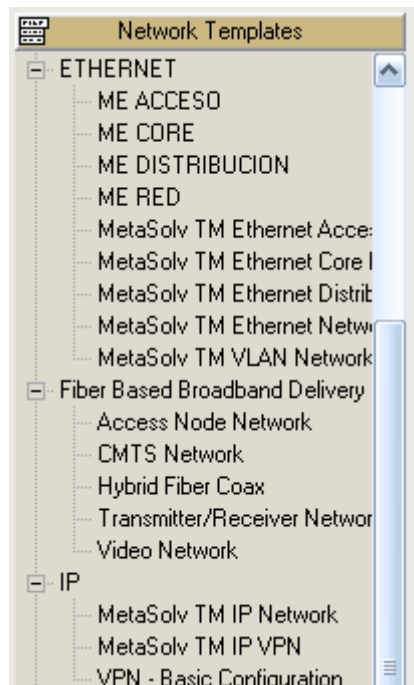 Network Templates
ETHERNET
ME ACCESO
ME CORE
ME DISTRIBUCION
ME RED
MetaSolv TM Ethernet Acce
MetaSolv TM Ethernet Core
MetaSolv TM Ethernet Distrib
MetaSolv TM Ethernet Netw
MetaSolv TM VLAN Network
Fiber Based Broadband Delivery
Access Node Network
CMTS Network
Hybrid Fiber Coax
Transmitter/Receiver Networ
Video Network
IP
MetaSolv TM IP Network
MetaSolv TM IP VPN
VPN - Basic Configuration